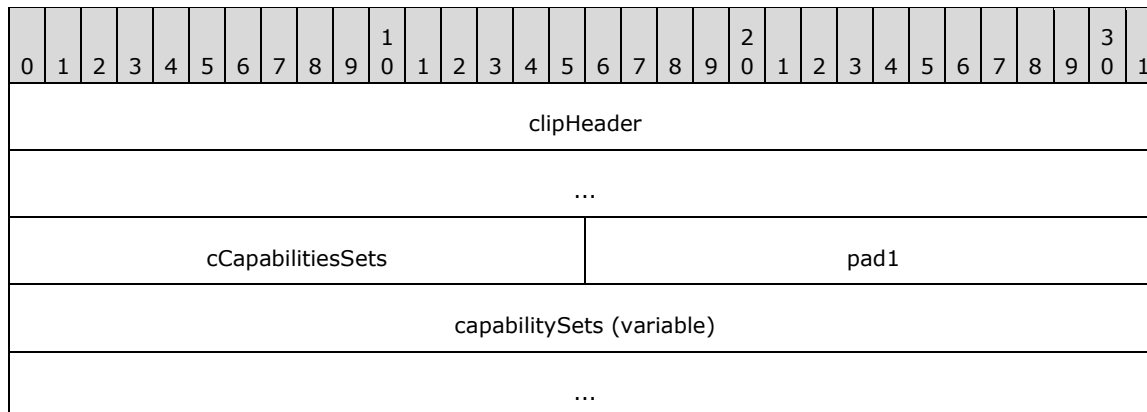 1 2 3
0 1 2 3 4 5 6 7 8 9 0 1 2 3 4 5 6 7 8 9 0 1 2 3 4 5 6 7 8 9 0 1
clipHeader
...
cCapabilitiesSets pad1
capabilitySets (variable)
...